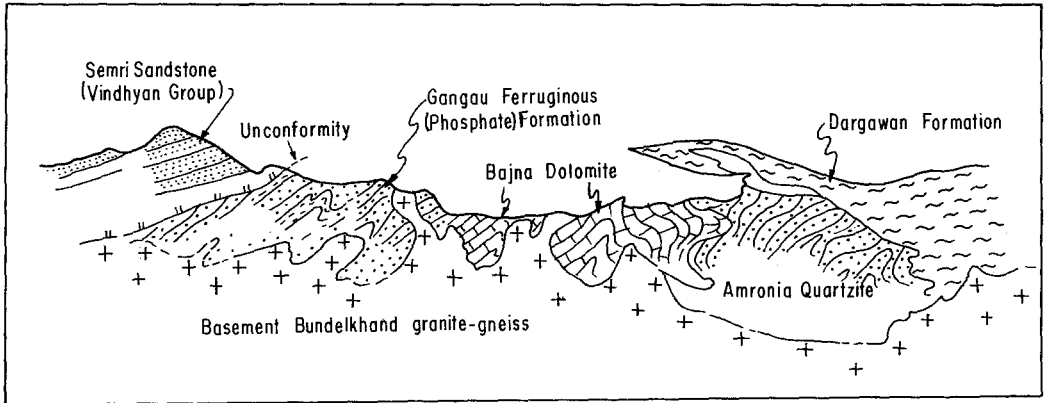 Semri Sandstone
(Vindhyan Group)
Unconformity
Gangau Ferruginous
(Phosphate) Formation
Bajna Dolomite
Dargawan Formation
Amronia Quartzite
Basement Bundelkhand granite-gneiss